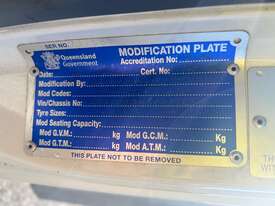 SER NO.
MODIFICATION PLATE
Queensland Government
Accreditation No.:
Date: Cert. No.:
Modification By:
Mod Codes:
Vin/Chassis No:
Tyre Sizes:
Mod Seating Capacity:
Mod G.V.M.: kg Mod G.C.M.: Kg
Mod G.T.M.: kg Mod A.T.M.: Kg
THIS PLATE NOT TO BE REMOVED